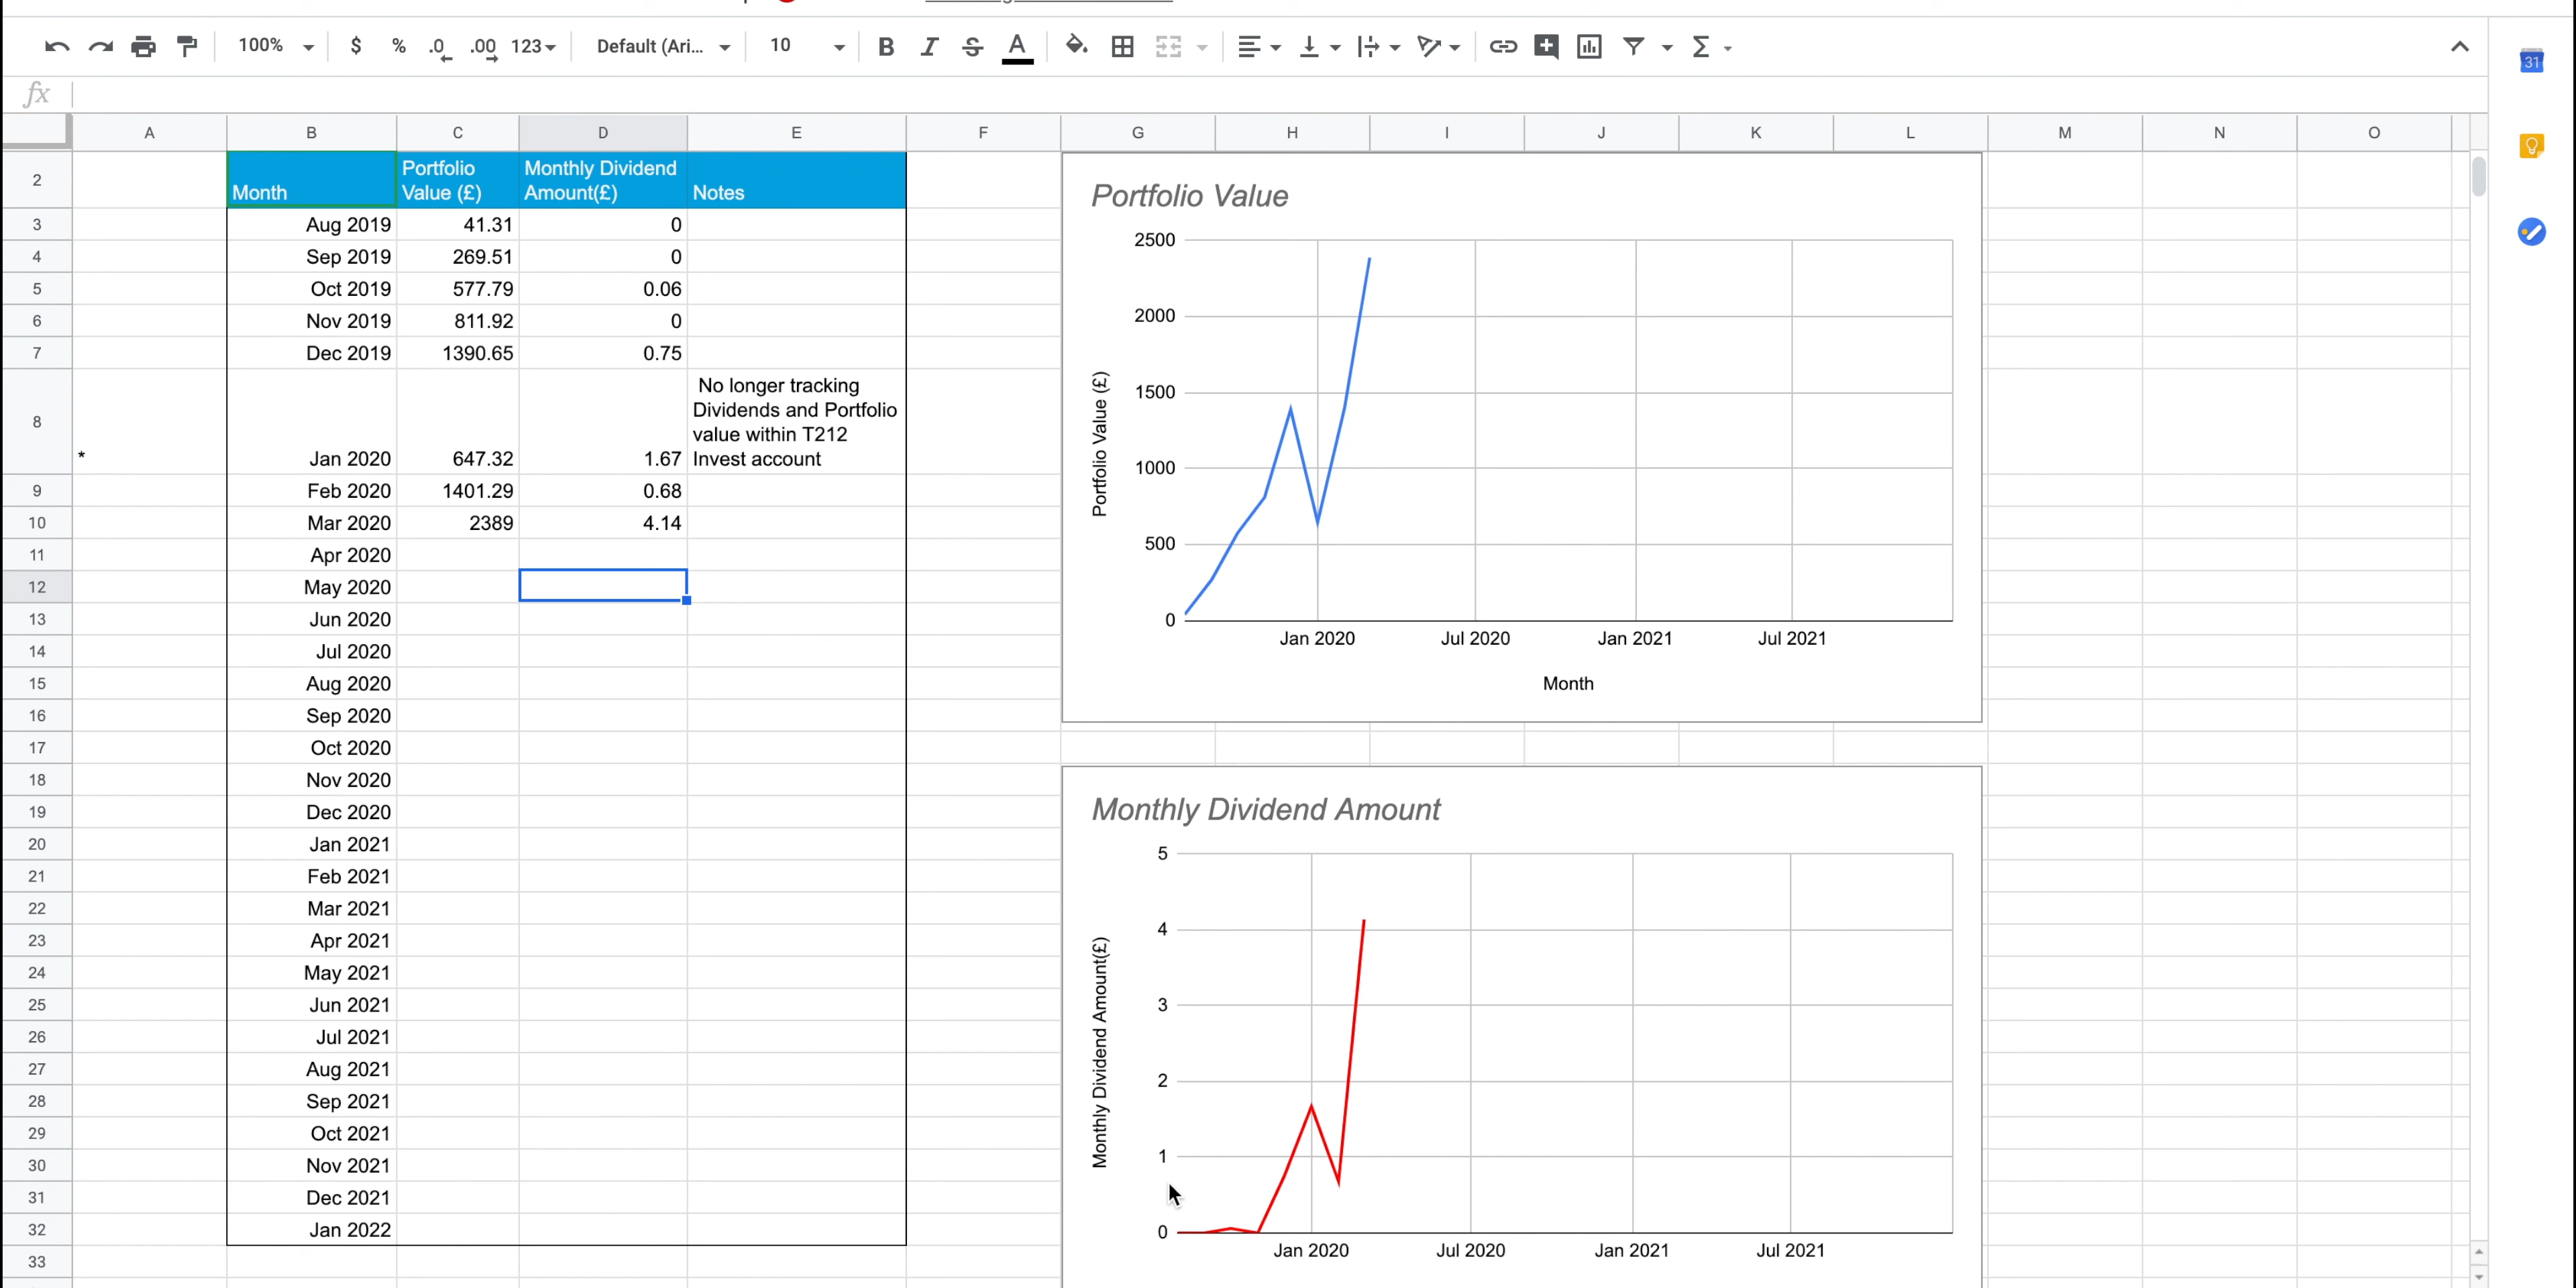 100%
$
%
.0
.00
123
Default (Ari...
10
B
I
S
A
Σ
31
fx
A B C D E F G H I J K L M N O
2 Month Portfolio Value (£) Monthly Dividend Amount(£) Notes
3 Aug 2019 41.31 0
4 Sep 2019 269.51 0
5 Oct 2019 577.79 0.06
6 Nov 2019 811.92 0
7 Dec 2019 1390.65 0.75
8 * Jan 2020 647.32 1.67
No longer tracking
Dividends and Portfolio
value within T212
Invest account
9 Feb 2020 1401.29 0.68
10 Mar 2020 2389 4.14
11 Apr 2020
12 May 2020
13 Jun 2020
14 Jul 2020
15 Aug 2020
16 Sep 2020
17 Oct 2020
18 Nov 2020
19 Dec 2020
20 Jan 2021
21 Feb 2021
22 Mar 2021
23 Apr 2021
24 May 2021
25 Jun 2021
26 Jul 2021
27 Aug 2021
28 Sep 2021
29 Oct 2021
30 Nov 2021
31 Dec 2021
32 Jan 2022
33
Portfolio Value
Portfolio Value (£)
2500
2000
1500
1000
500
0
Jan 2020 Jul 2020 Jan 2021 Jul 2021
Month
Monthly Dividend Amount
Monthly Dividend Amount(£)
5
4
3
2
1
0
Jan 2020 Jul 2020 Jan 2021 Jul 2021